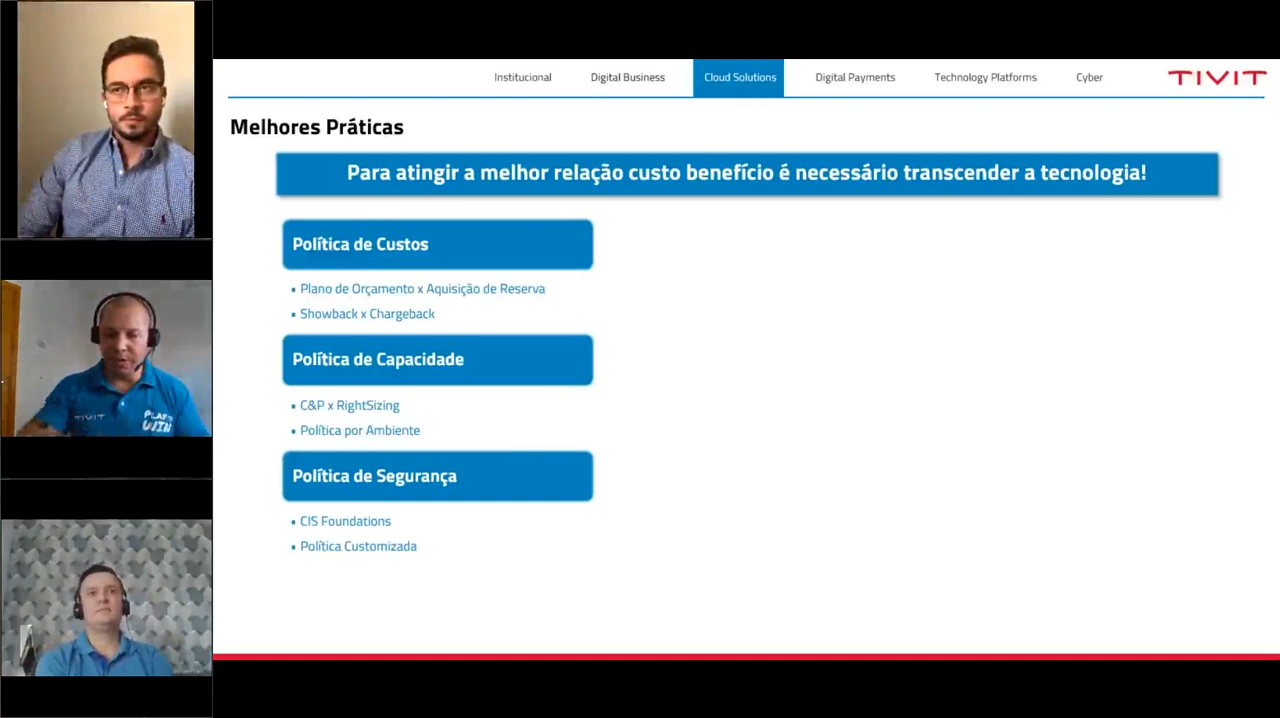 Institucional
Digital Business
Cloud Solutions
Digital Payments
Technology Platforms
Cyber
TIVIT
Melhores Práticas
Para atingir a melhor relação custo benefício é necessário transcender a tecnologia!
Política de Custos
▪ Plano de Orçamento x Aquisição de Reserva
▪ Showback x Chargeback
Política de Capacidade
▪ C&P x RightSizing
▪ Política por Ambiente
Política de Segurança
▪ CIS Foundations
▪ Política Customizada
TIVIT
WIN